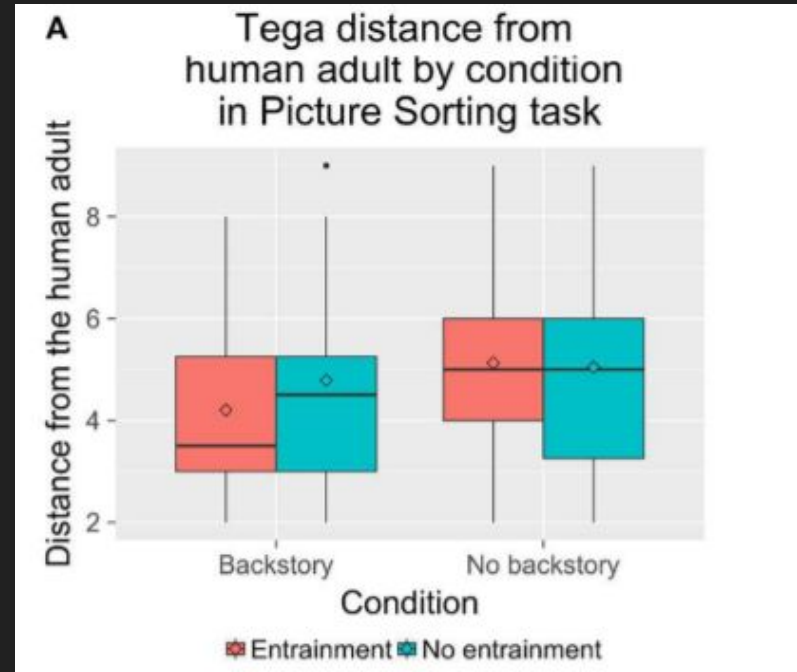 A
Tega distance from
human adult by condition
in Picture Sorting task
Distance from the human adult
8
6
4
2
Backstory
No backstory
Condition
Entrainment
No entrainment